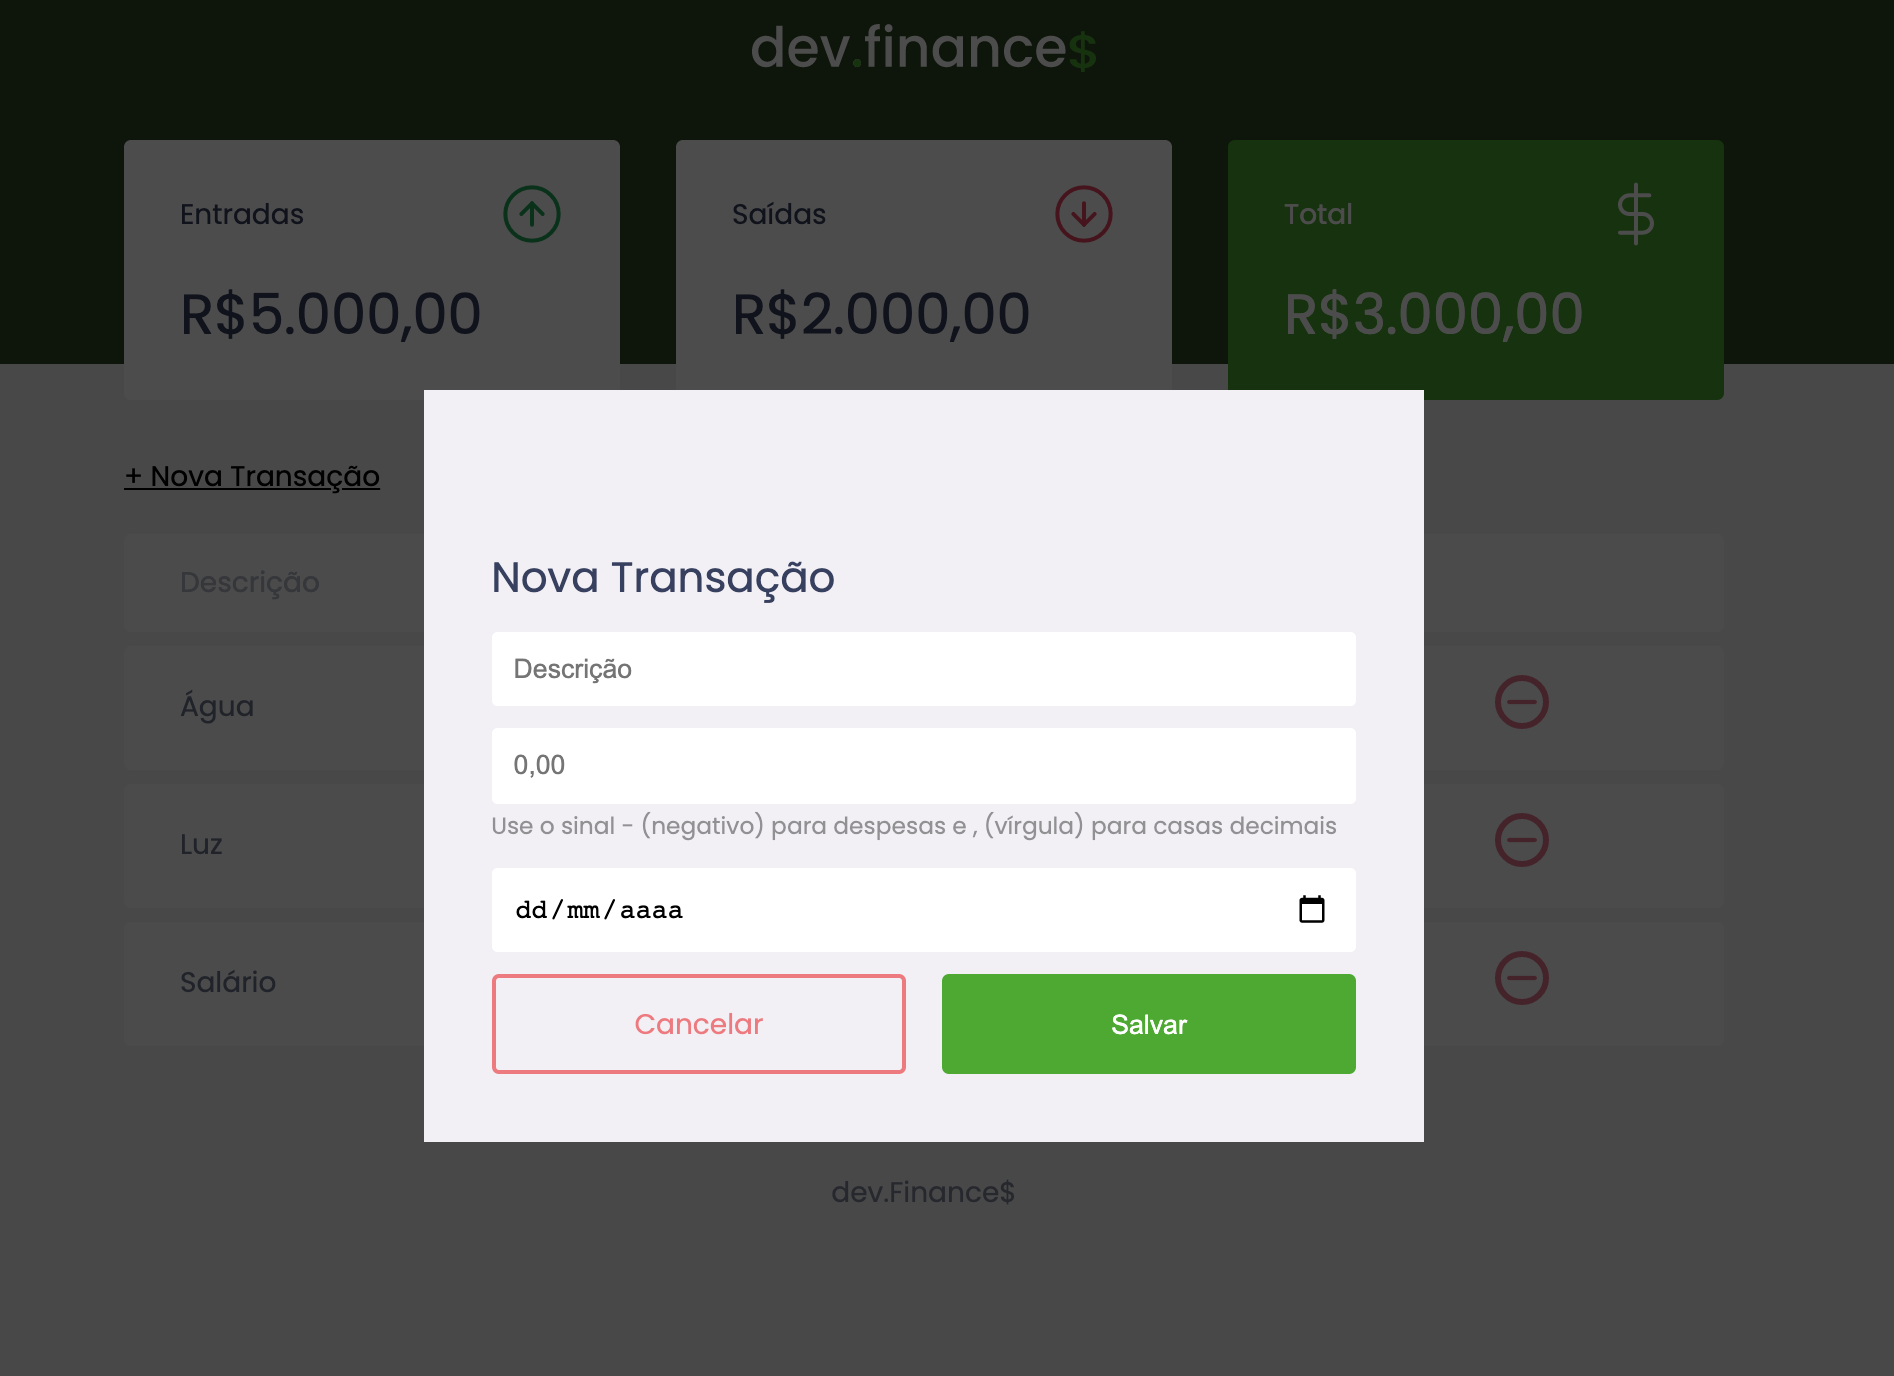 dev.finance$
Entradas
R$5.000,00
Saídas
R$2.000,00
Total
R$3.000,00
+ Nova Transação
Descrição
Água
Luz
Salário
Nova Transação
Descrição
0,00
Use o sinal - (negativo) para despesas e , (vírgula) para casas decimais
dd/mm/aaaa
Cancelar
Salvar
dev.Finance$